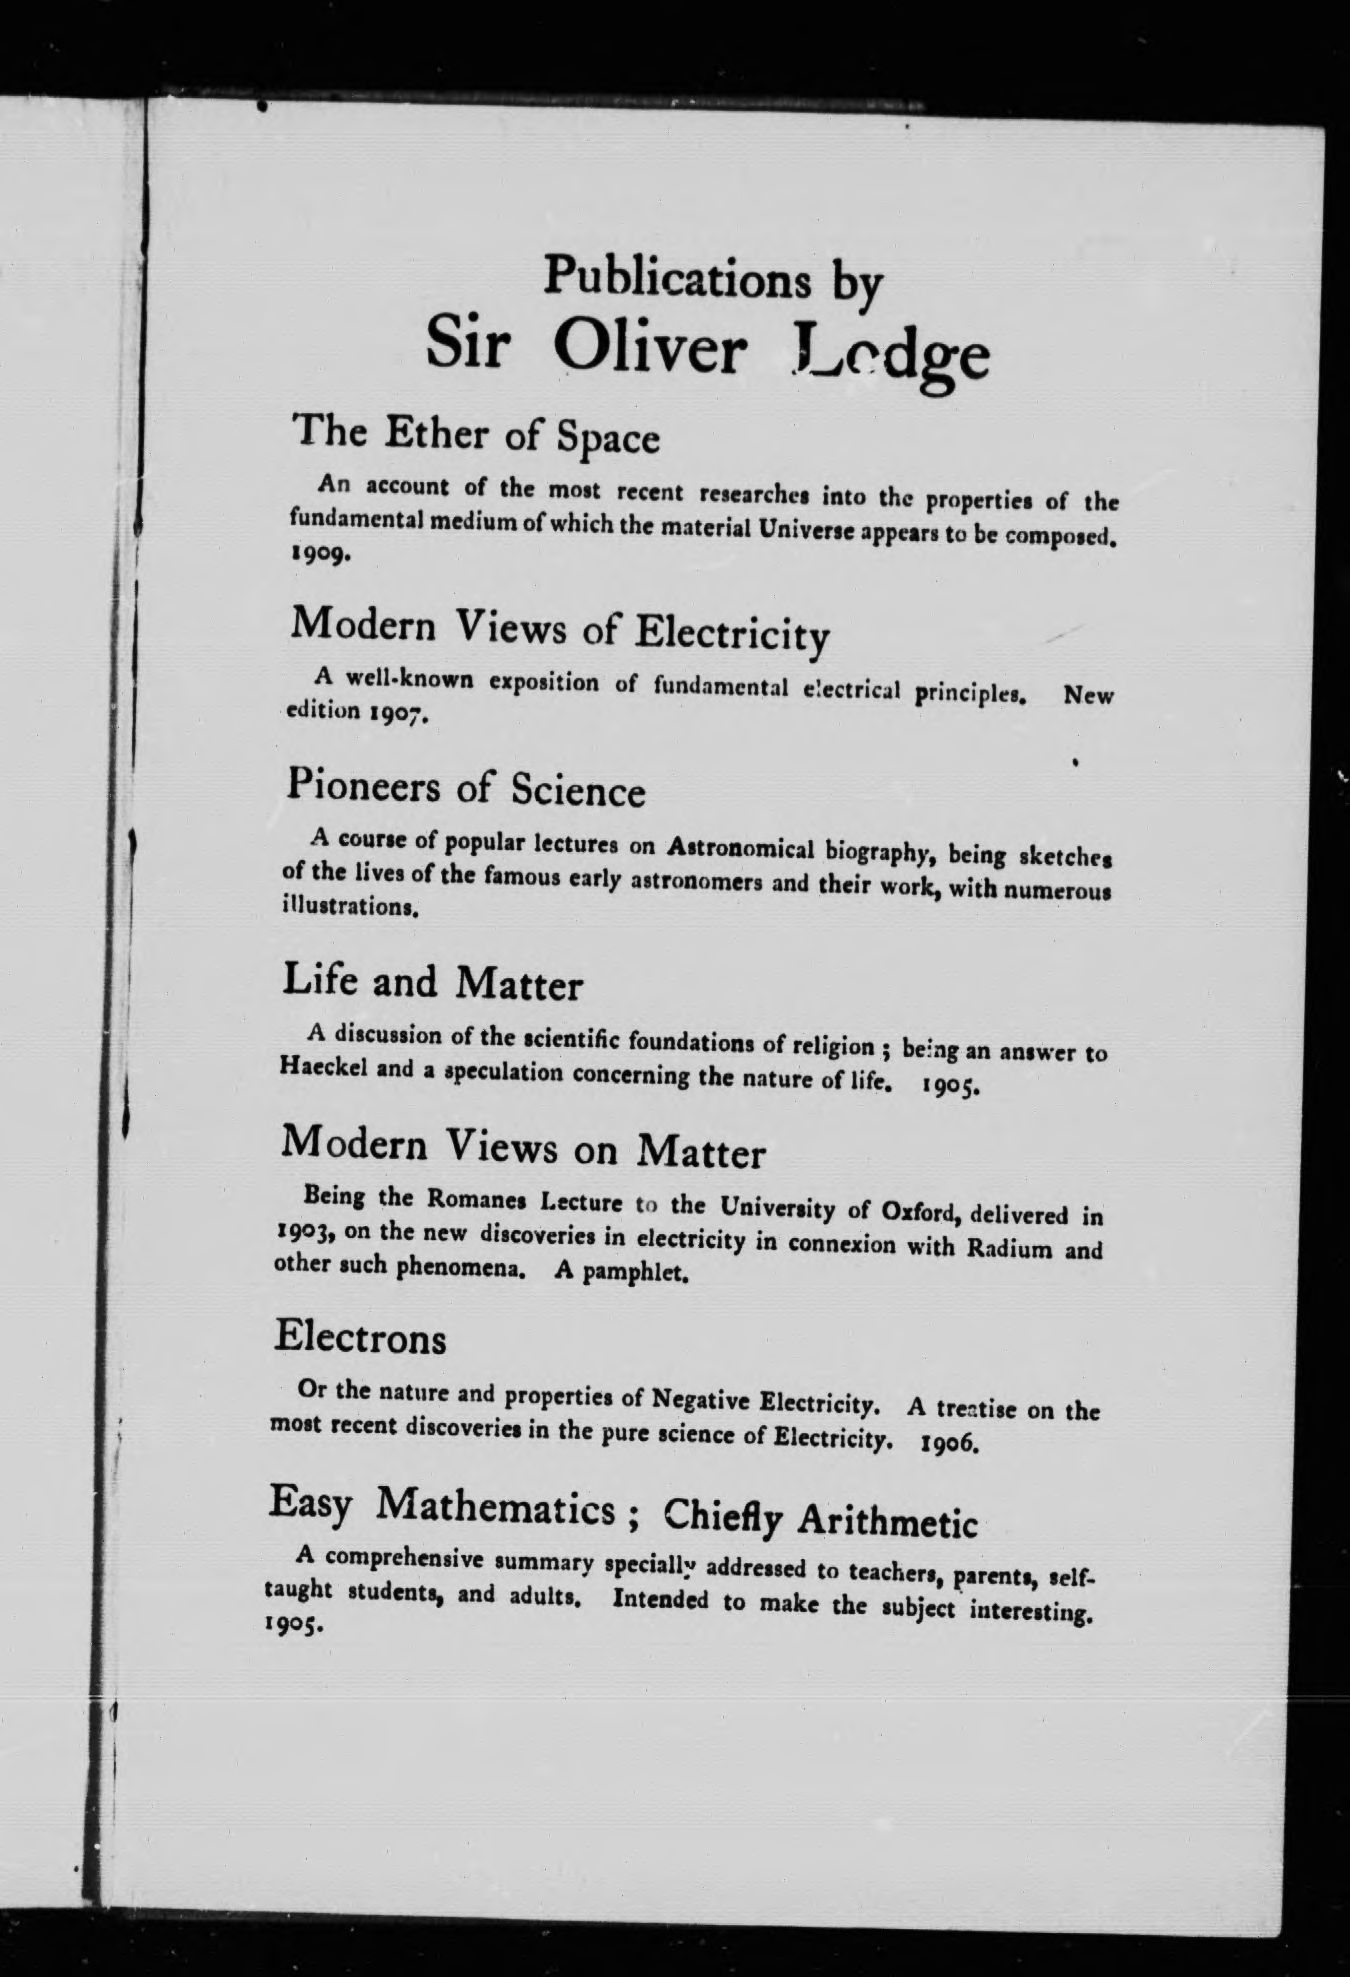 Publications by
Sir Oliver Lodge
The Ether of Space
An account of the most recent researches into the properties of the
fundamental medium of which the material Universe appears to be composed.
1909.
Modern Views of Electricity
A well-known exposition of fundamental electrical principles. New
edition 1907.
Pioneers of Science
A course of popular lectures on Astronomical biography, being sketches
of the lives of the famous early astronomers and their work, with numerous
illustrations.
Life and Matter
A discussion of the scientific foundations of religion ; being an answer to
Haeckel and a speculation concerning the nature of life. 1905.
Modern Views on Matter
Being the Romanes Lecture to the University of Oxford, delivered in
1903, on the new discoveries in electricity in connexion with Radium and
other such phenomena. A pamphlet.
Electrons
Or the nature and properties of Negative Electricity. A treatise on the
most recent discoveries in the pure science of Electricity. 1906.
Easy Mathematics ; Chiefly Arithmetic
A comprehensive summary specially addressed to teachers, parents, self-
taught students, and adults. Intended to make the subject interesting.
1905.